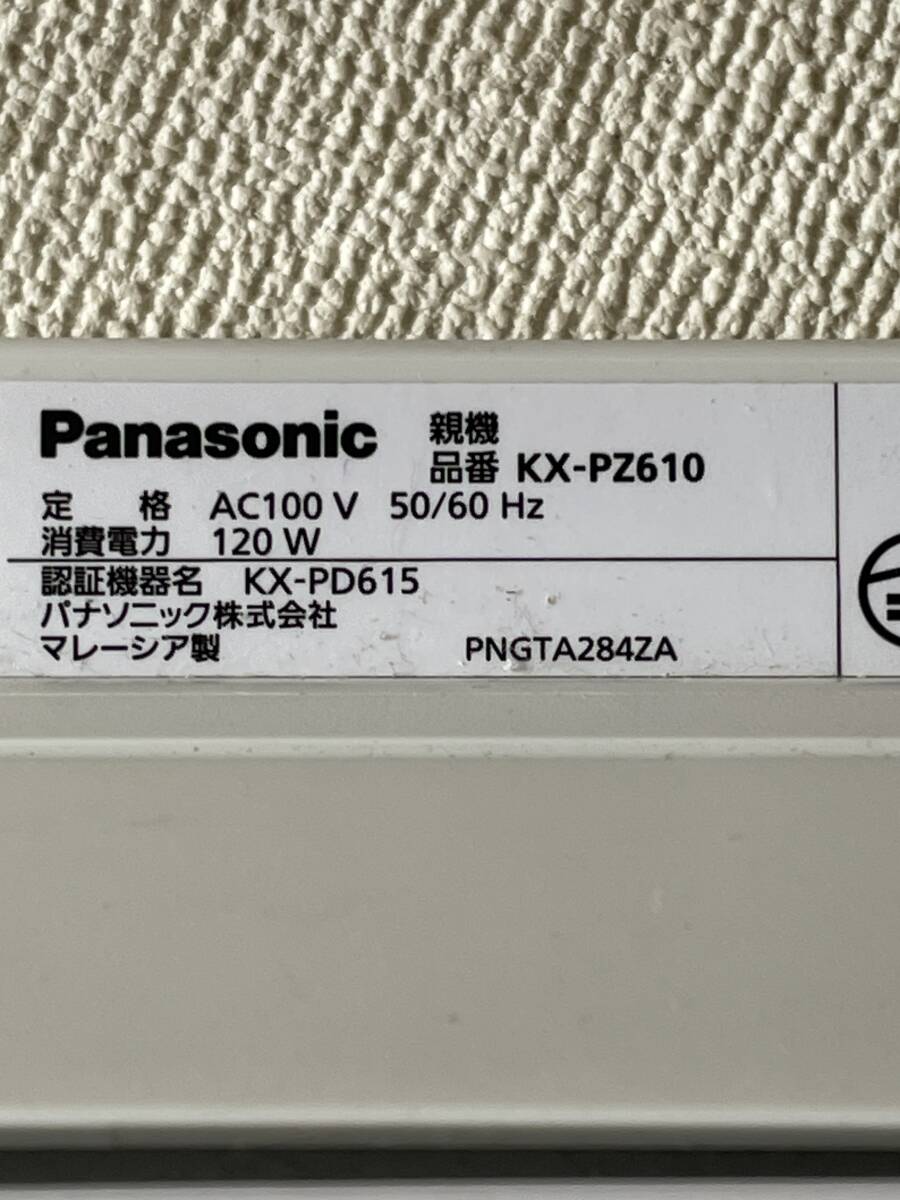 Panasonic 親機
品番 KX-PZ610
定 格 AC100 V 50/60 Hz
消費電力 120 W
認証機器名 KX-PD615
パナソニック株式会社
マレーシア製 PNGTA284ZA